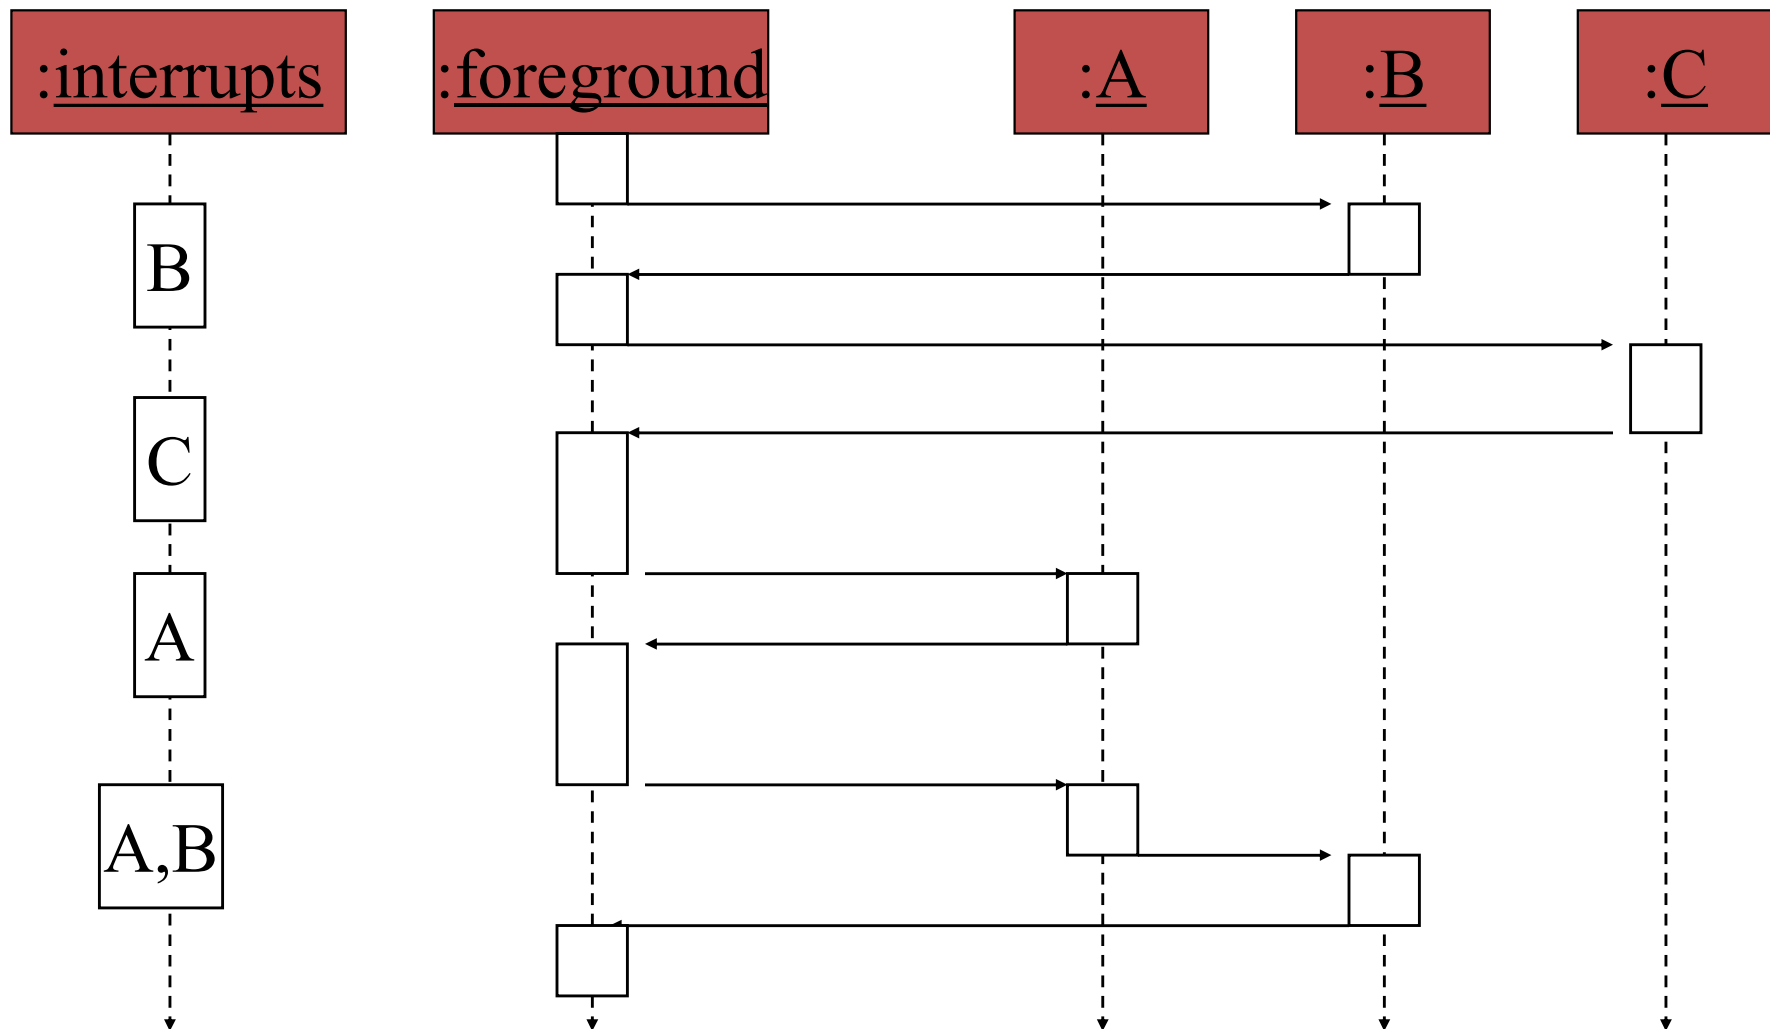 :interrupts
:foreground
:A
:B
:C
B
C
A
A,B